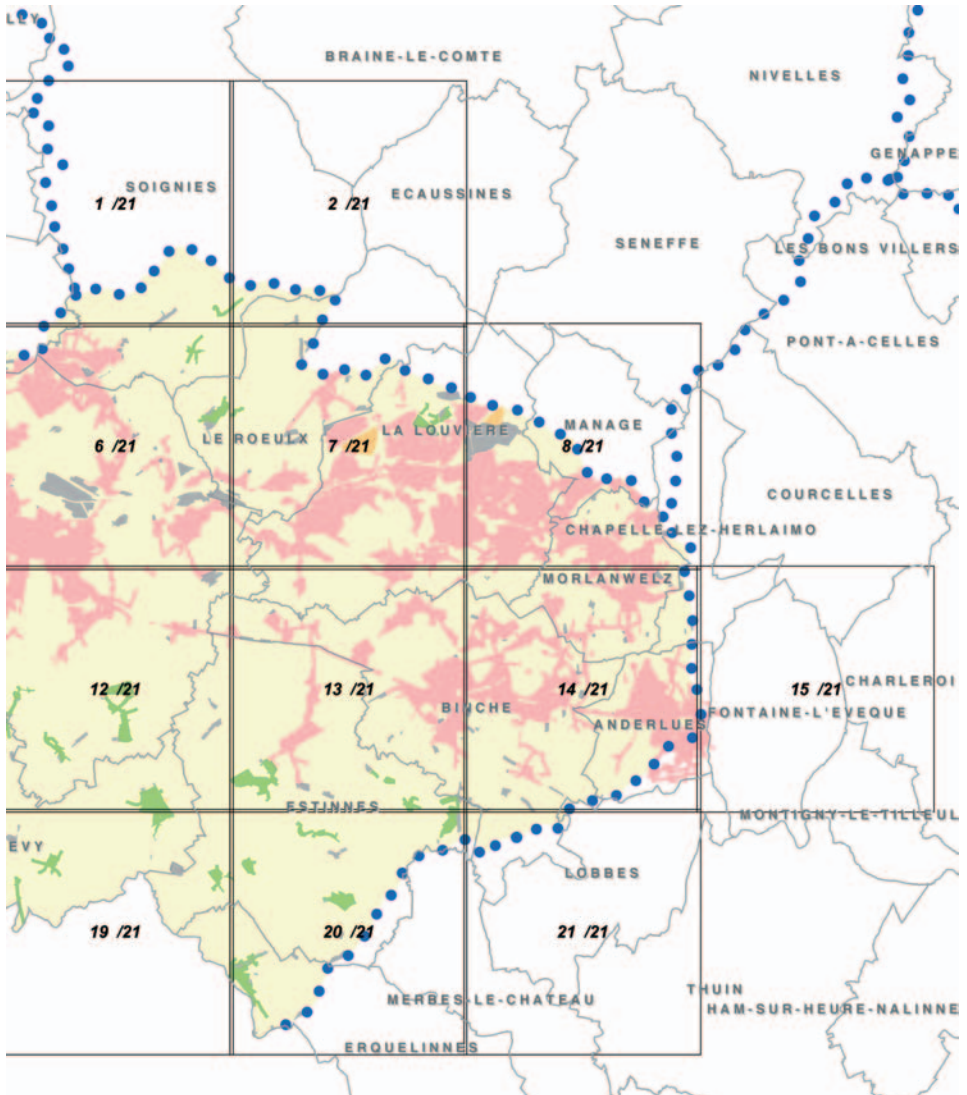 LLY
BRAINE-LE-COMTE
NIVELLES
GENAPPE
SOIGNIES
ECAUSSINES
1 /21
2 /21
SENEFFE
LES BONS VILLERS
PONT-A-CELLES
LE ROEULX
LA LOUVIERE
MANAGE
6 /21
7 /21
8 /21
COURCELLES
CHAPELLE-LEZ-HERLAIMO
MORLANWELZ
12 /21
13 /21
14 /21
15 /21
CHARLEROI
BINCHE
FONTAINE-L'EVEQUE
ANDERLUES
ESTINNES
MONTIGNY-LE-TILLEUL
EVY
LOBBES
19 /21
20 /21
21 /21
THUIN
MERBES-LE-CHATEAU
HAM-SUR-HEURE-NALINNE
ERQUELINNES